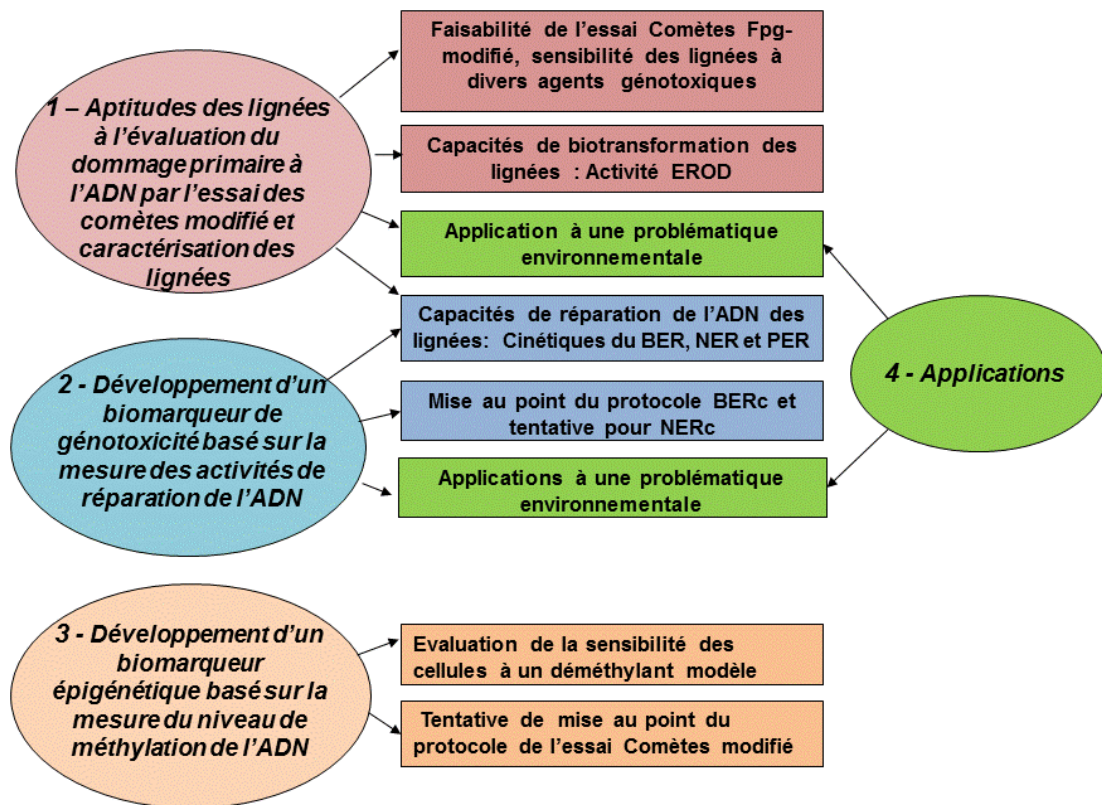 1 – Aptitudes des lignées
à l'évaluation du
dommage primaire à
l'ADN par l'essai des
comètes modifié et
caractérisation des
lignées
Faisabilité de l'essai Comètes Fpg-
modifié, sensibilité des lignées à
divers agents génotoxiques
Capacités de biotransformation des
lignées : Activité EROD
Application à une problématique
environnementale
Capacités de réparation de l'ADN des
lignées: Cinétiques du BER, NER et PER
2 - Développement d'un
biomarqueur de
génotoxicité basé sur la
mesure des activités de
réparation de l'ADN
Mise au point du protocole BERc et
tentative pour NERc
Applications à une problématique
environnementale
4 - Applications
3 - Développement d'un
biomarqueur
épigénétique basé sur la
mesure du niveau de
méthylation de l'ADN
Evaluation de la sensibilité des
cellules à un déméthylant modèle
Tentative de mise au point du
protocole de l'essai Comètes modifié